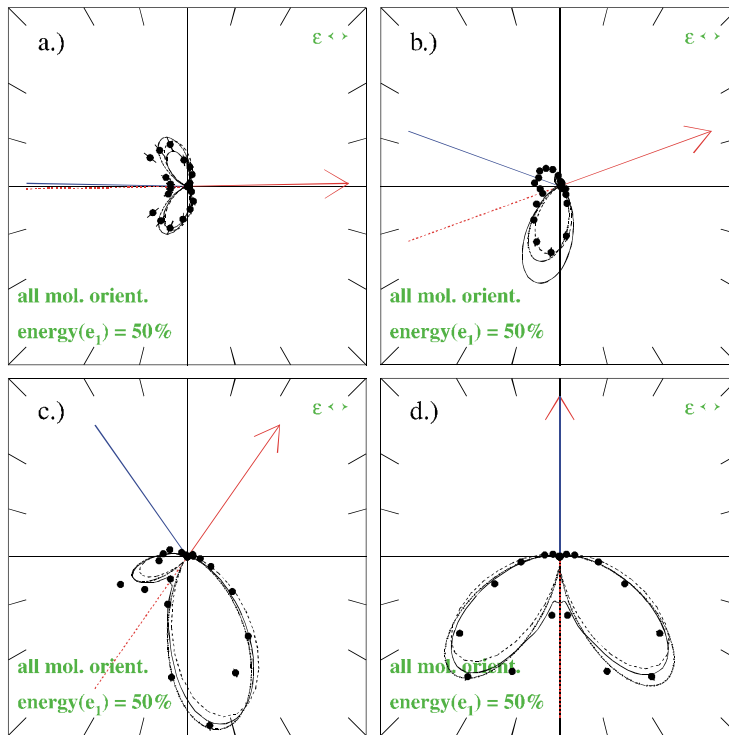 a.)
ε <>
all mol. orient.
energy(e1) = 50%
b.)
ε <>
all mol. orient.
energy(e1) = 50%
c.)
ε <>
all mol. orient.
energy(e1) = 50%
d.)
ε <>
all mol. orient.
energy(e1) = 50%